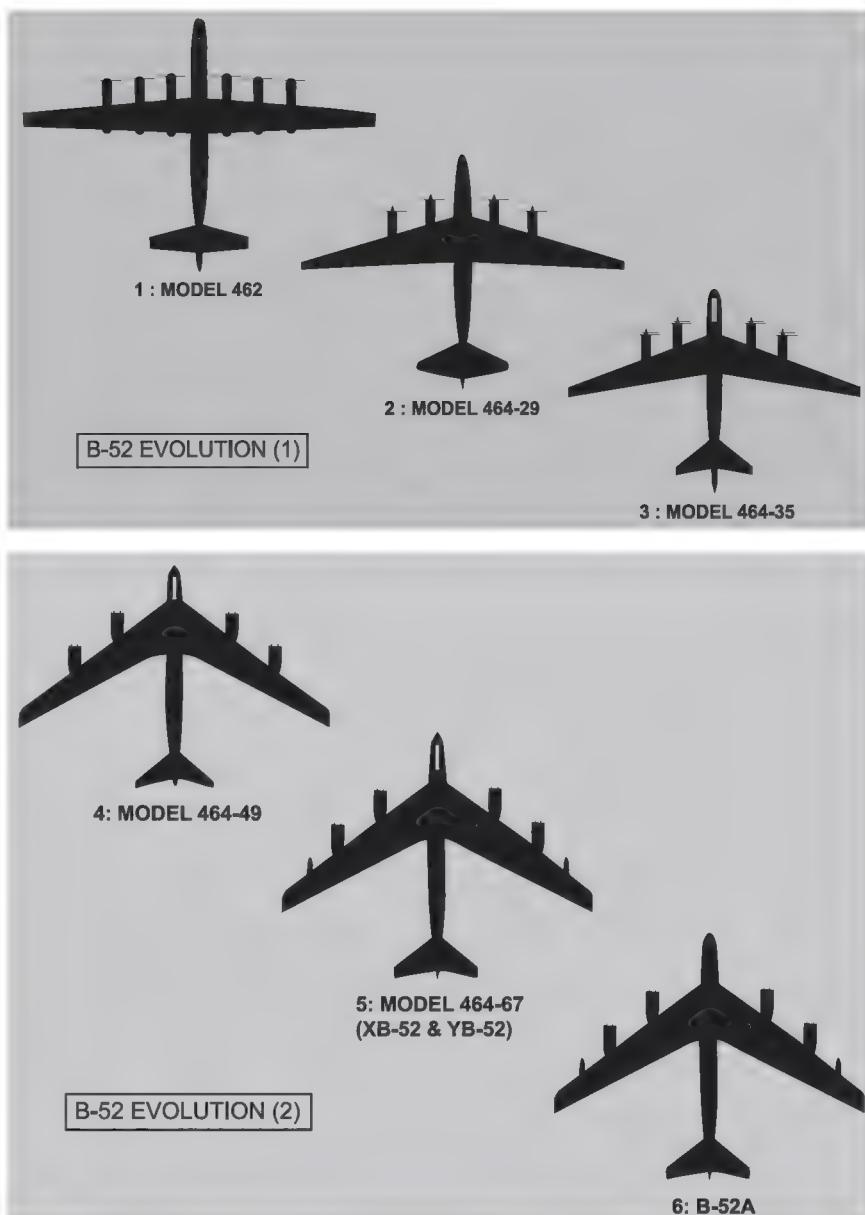 1 : MODEL 462
2 : MODEL 464-29
B-52 EVOLUTION (1)
3 : MODEL 464-35
4: MODEL 464-49
5: MODEL 464-67
(XB-52 & YB-52)
B-52 EVOLUTION (2)
6: B-52A